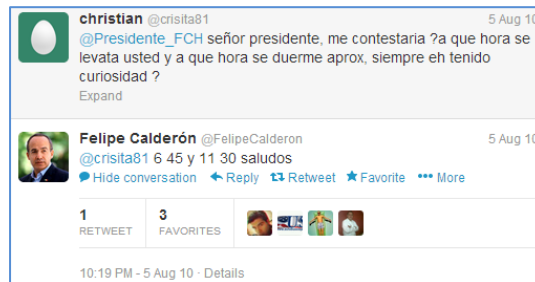 christian @crisita81 5 Aug 10
@Presidente_FCH señor presidente, me contestaria ?a que hora se
levata usted y a que hora se duerme aprox, siempre eh tenido
curiosidad ?
Expand
Felipe Calderón @FelipeCalderon 5 Aug 10
@crisita81 6 45 y 11 30 saludos
Hide conversation Reply Retweet Favorite More
1 3
RETWEET FAVORITES
10:19 PM - 5 Aug 10 · Details